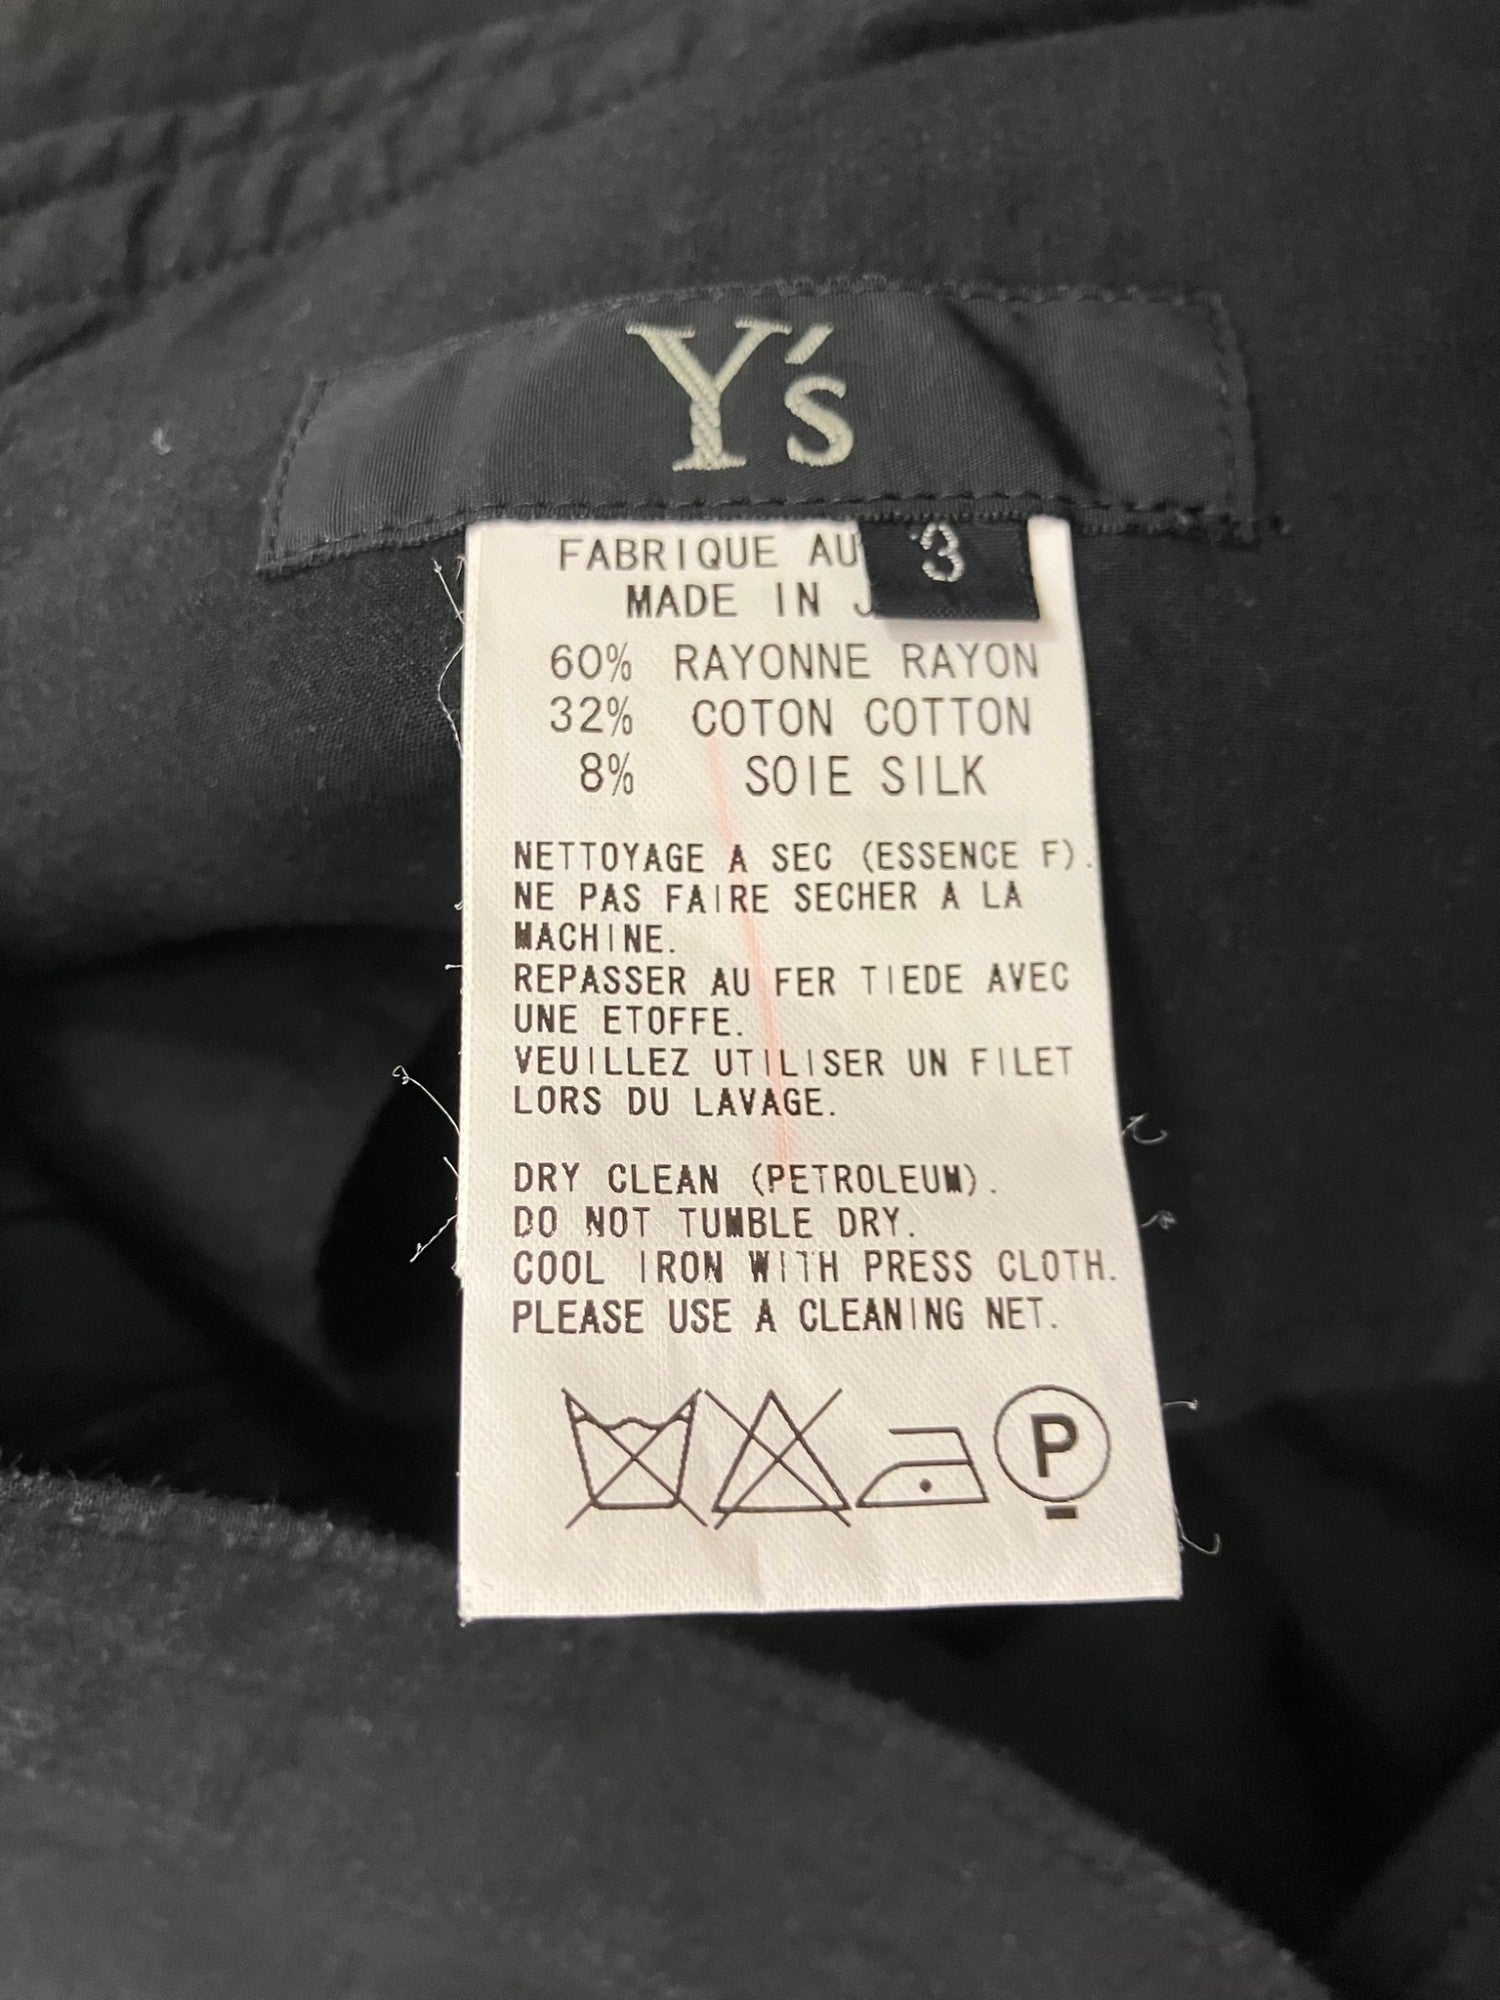 Y's
3
FABRIQUE AU
MADE IN
60% RAYONNE RAYON
32% COTON COTTON
8% SOIE SILK
NETTOYAGE A SEC (ESSENCE F).
NE PAS FAIRE SECHER A LA
MACHINE.
REPASSER AU FER TIEDE AVEC
UNE ETOFFE.
VEUILLEZ UTILISER UN FILET
LORS DU LAVAGE.
DRY CLEAN (PETROLEUM).
DO NOT TUMBLE DRY.
COOL IRON WITH PRESS CLOTH.
PLEASE USE A CLEANING NET.
P